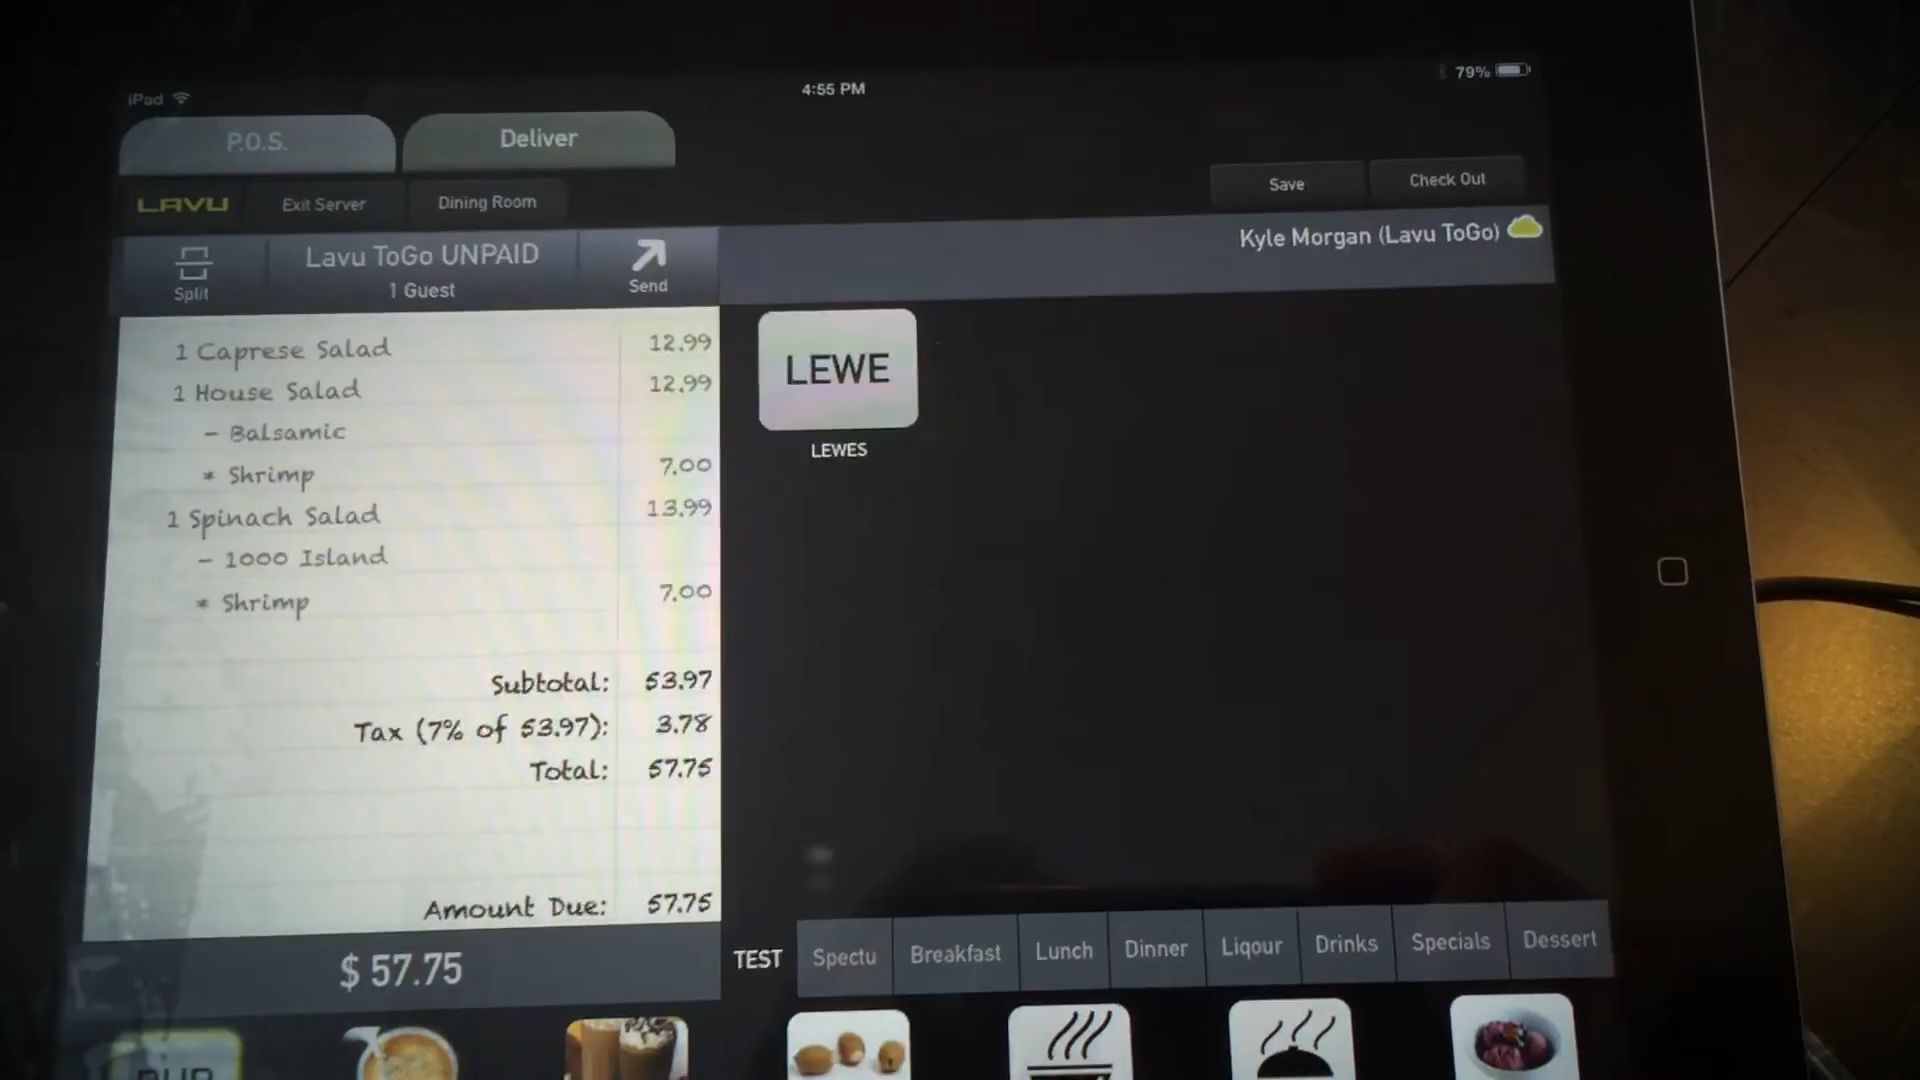 iPad
4:55 PM
79%
P.O.S.
Deliver
LAVU
Exit Server
Dining Room
Save
Check Out
Split
Lavu ToGo UNPAID
1 Guest
Send
Kyle Morgan (Lavu ToGo)
1 Caprese Salad 12.99
1 House Salad 12.99
- Balsamic
* Shrimp 7.00
1 Spinach Salad 13.99
- 1000 Island
* Shrimp 7.00
Subtotal: 53.97
Tax (7% of 53.97): 3.78
Total: 57.75
Amount Due: 57.75
$ 57.75
LEWE
LEWES
TEST
Spectu
Breakfast
Lunch
Dinner
Liqour
Drinks
Specials
Dessert